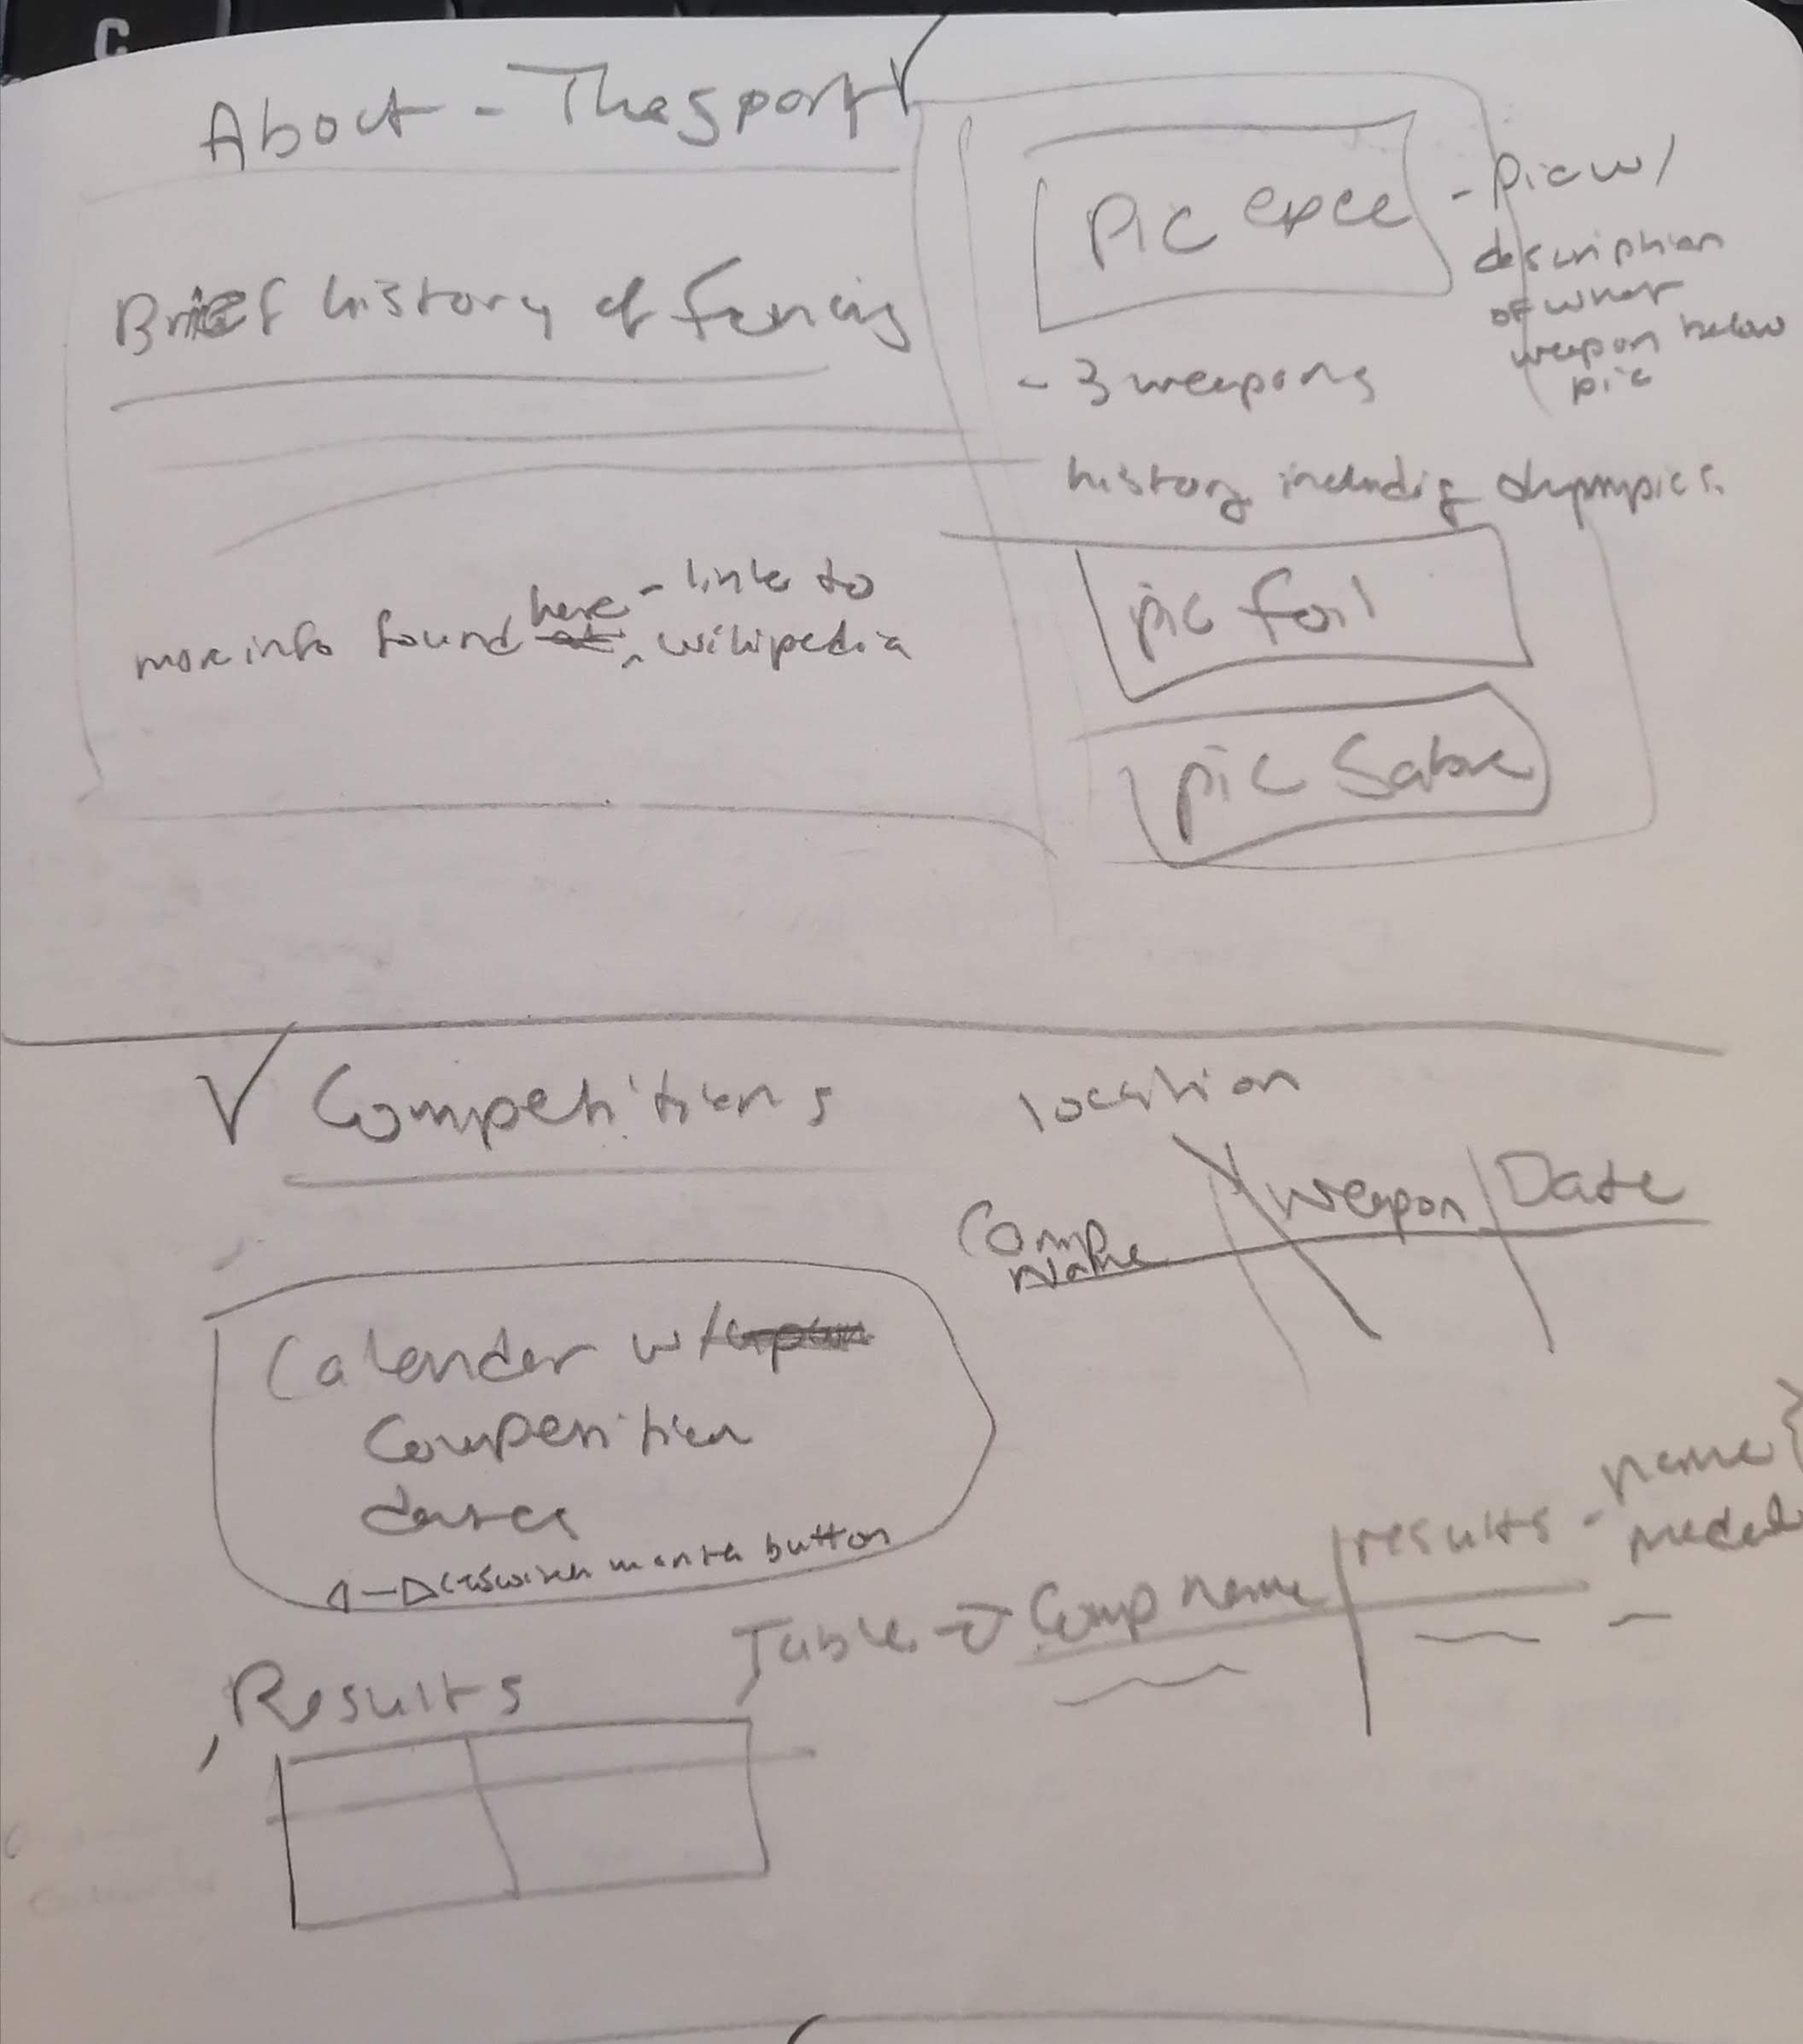 C
About - The sport
Brief history of fencing
more info found here - link to
wikipedia
pic epee
- pic w/
description
of what
weapon below
pic
- 3 weapons
history including olympics.
pic foil
pic Sabre
Competitions
location
Comp
Name
weapon
Date
Calender w/
Competition
dates
switch month button
Results
Table → Comp name
results - name
medal